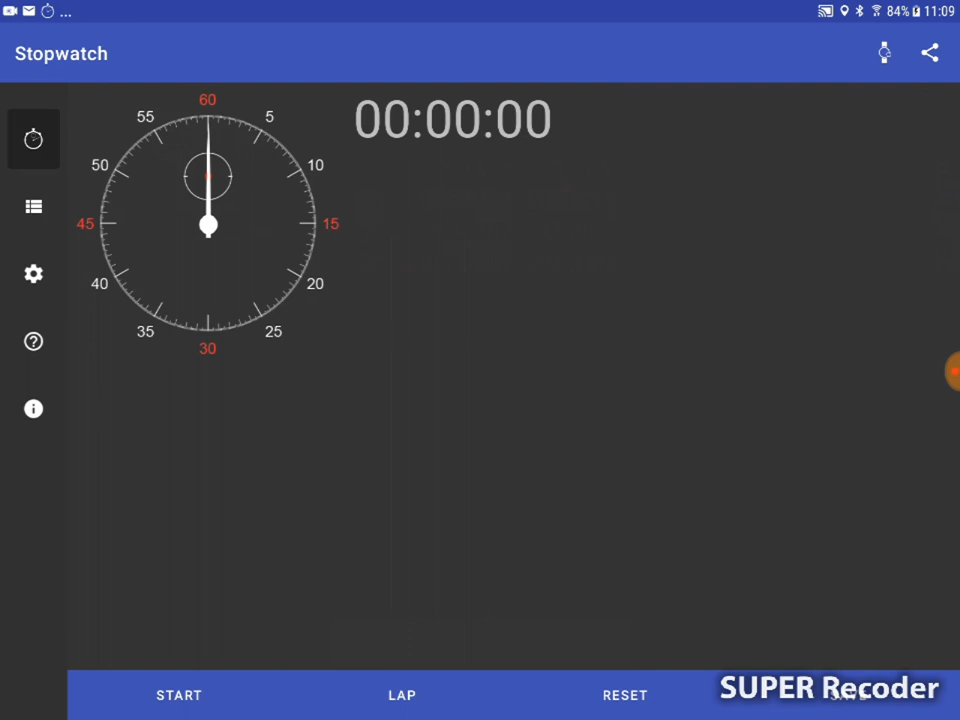 ... 84% 11:09
Stopwatch
60
55 5
50 10
45 15
40 20
35 25
30
00:00:00
START LAP RESET SAVE
SUPER Recoder